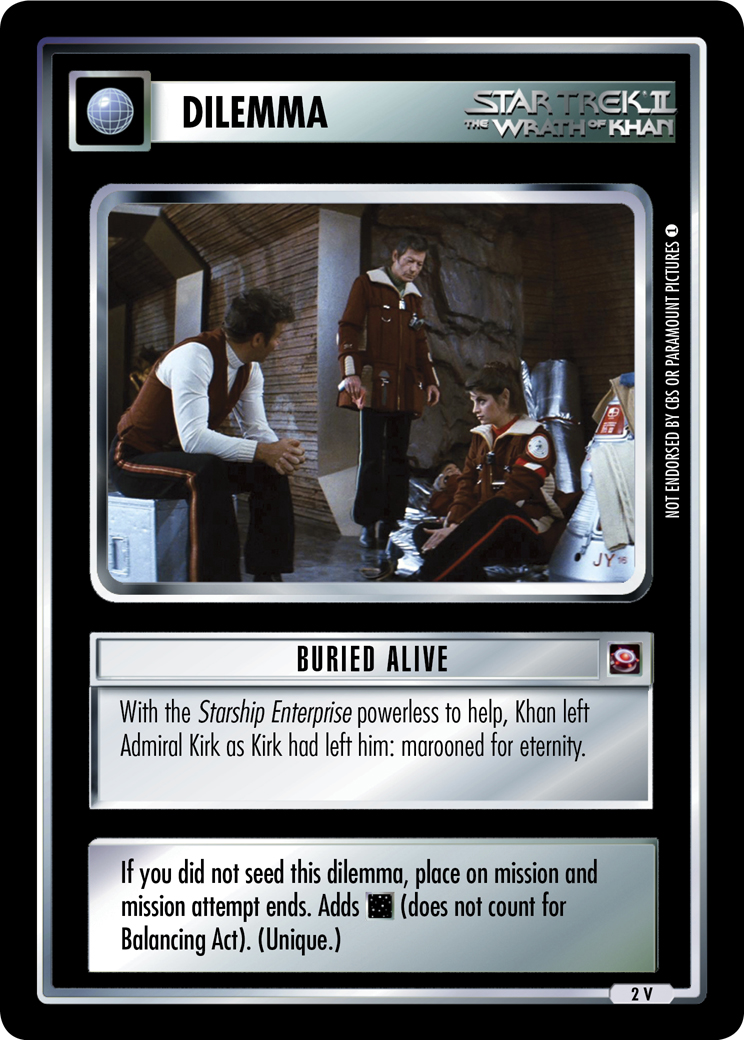 DILEMMA
STAR TREK II
THE WRATH OF KHAN
NOT ENDORSED BY CBS OR PARAMOUNT PICTURES 1
JY 16
BURIED ALIVE
With the Starship Enterprise powerless to help, Khan left
Admiral Kirk as Kirk had left him: marooned for eternity.
If you did not seed this dilemma, place on mission and
mission attempt ends. Adds (does not count for
Balancing Act). (Unique.)
2 V